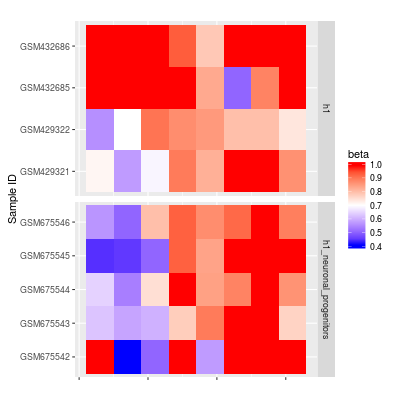 GSM432686
GSM432685
GSM429322
GSM429321
GSM675546
GSM675545
GSM675544
GSM675543
GSM675542
Sample ID
h1
h1_neuronal_progenitors
beta
1.0
0.9
0.8
0.7
0.6
0.5
0.4